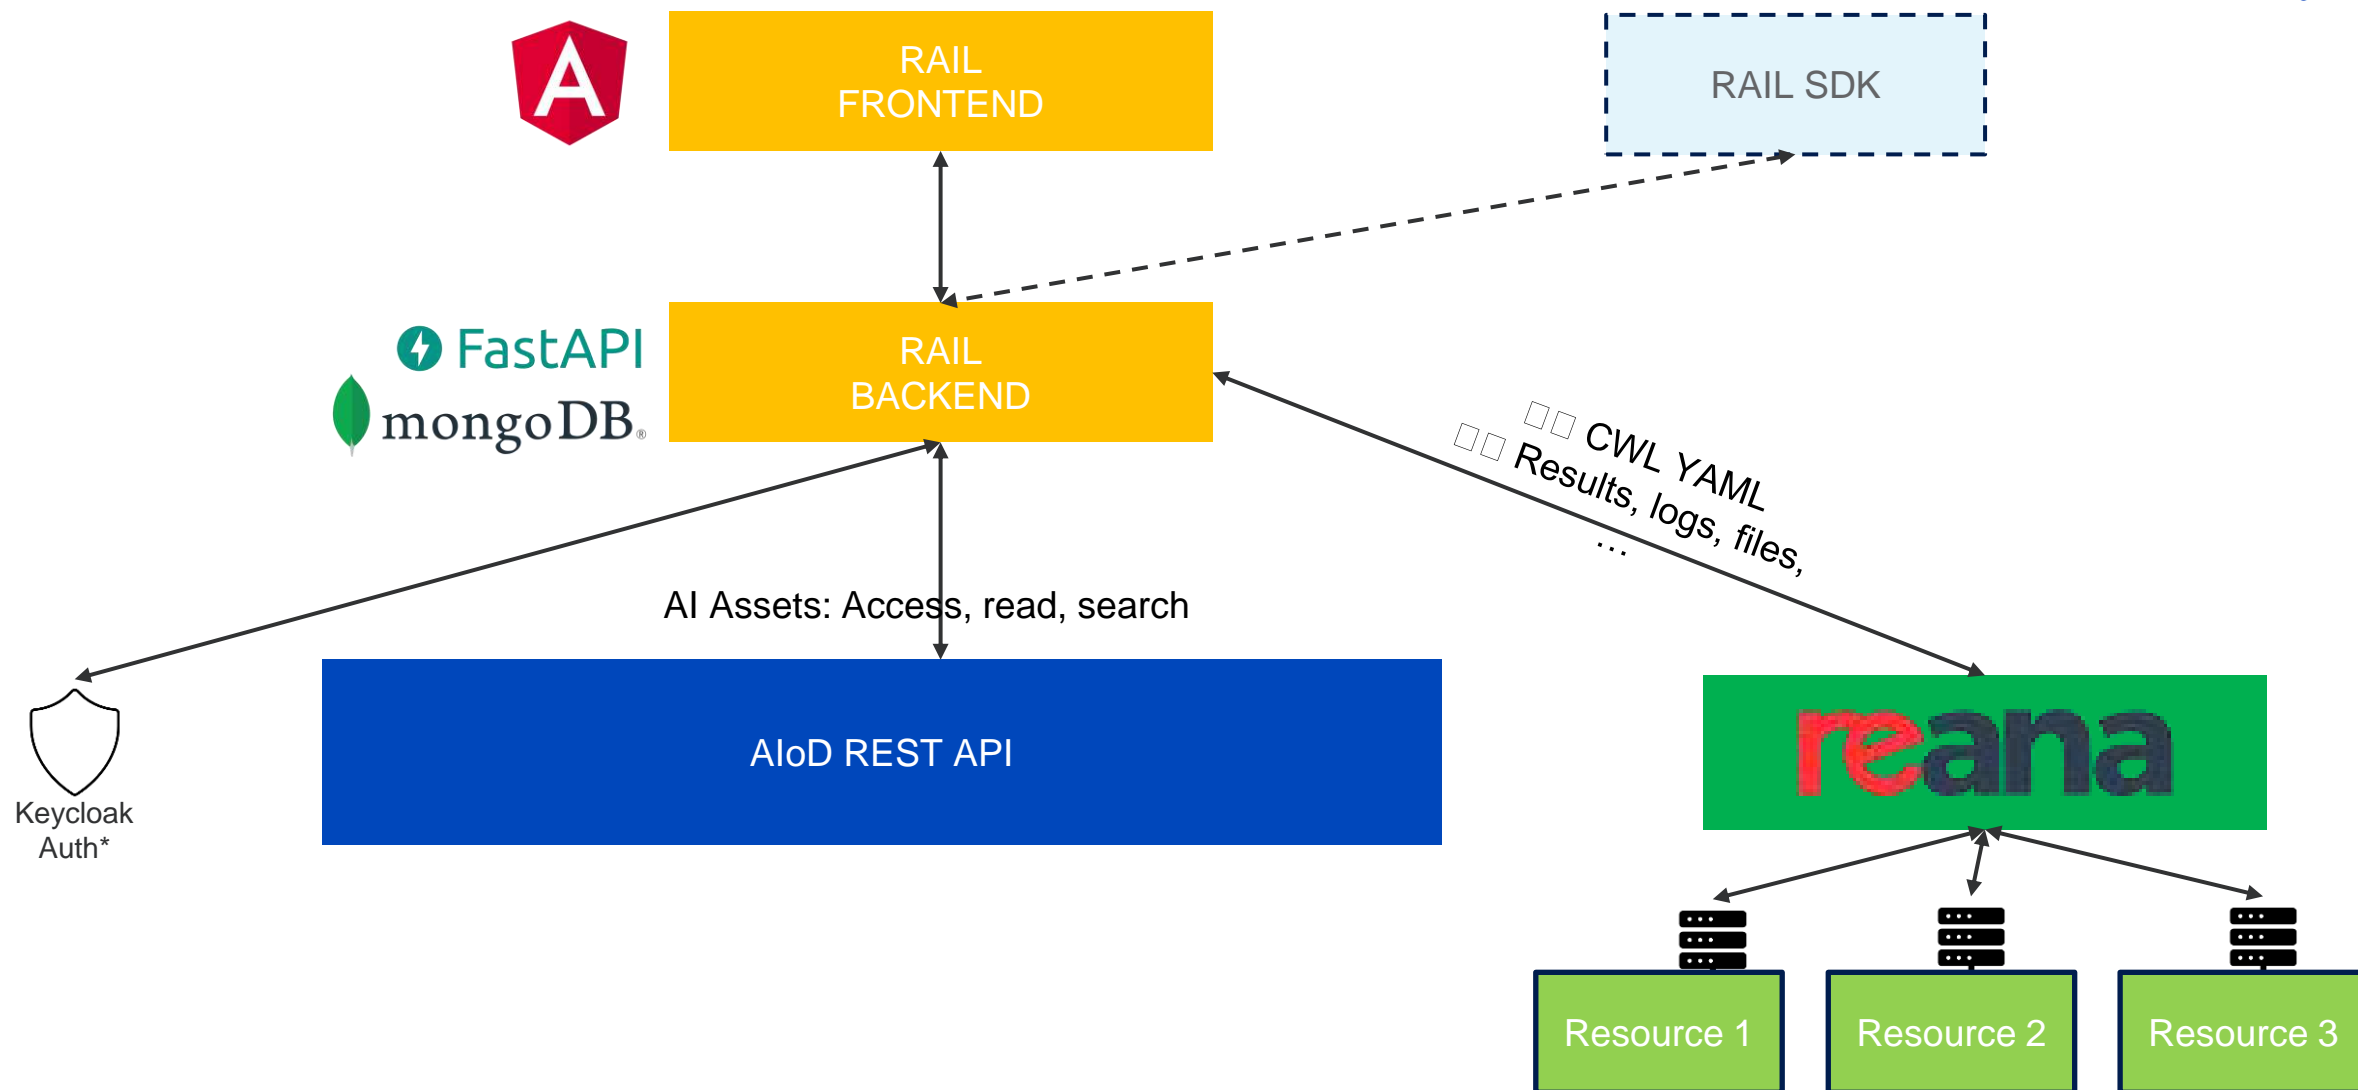 RAIL
FRONTEND
RAIL SDK
FastAPI
RAIL
BACKEND
mongoDB®
CWL YAML
Results, logs, files,
…
AI Assets: Access, read, search
AIoD REST API
reana
Keycloak
Auth*
Resource 1
Resource 2
Resource 3